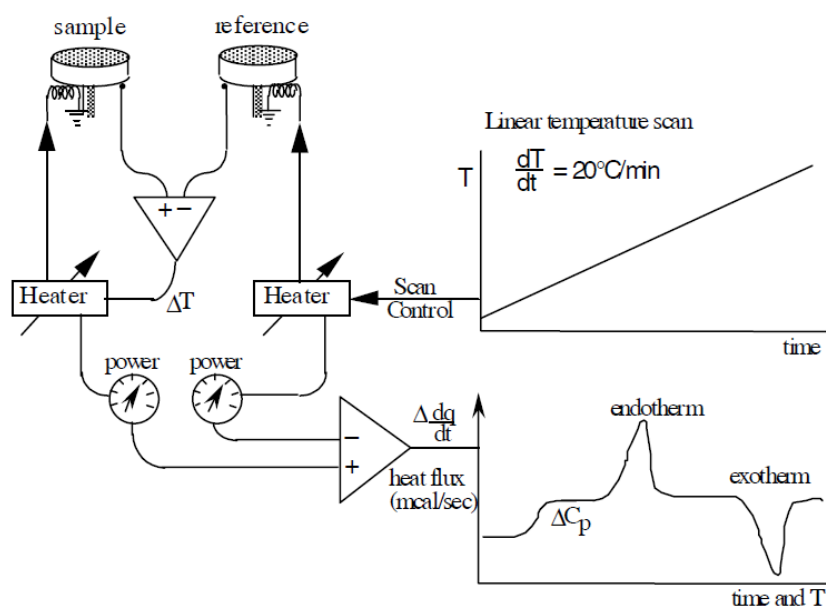 sample
reference
Linear temperature scan
T
dT/dt = 20°C/min
+ −
Heater
ΔT
Heater
Scan
Control
time
power
power
Δ dq/dt
−
+
heat flux
(mcal/sec)
endotherm
exotherm
ΔCp
time and T